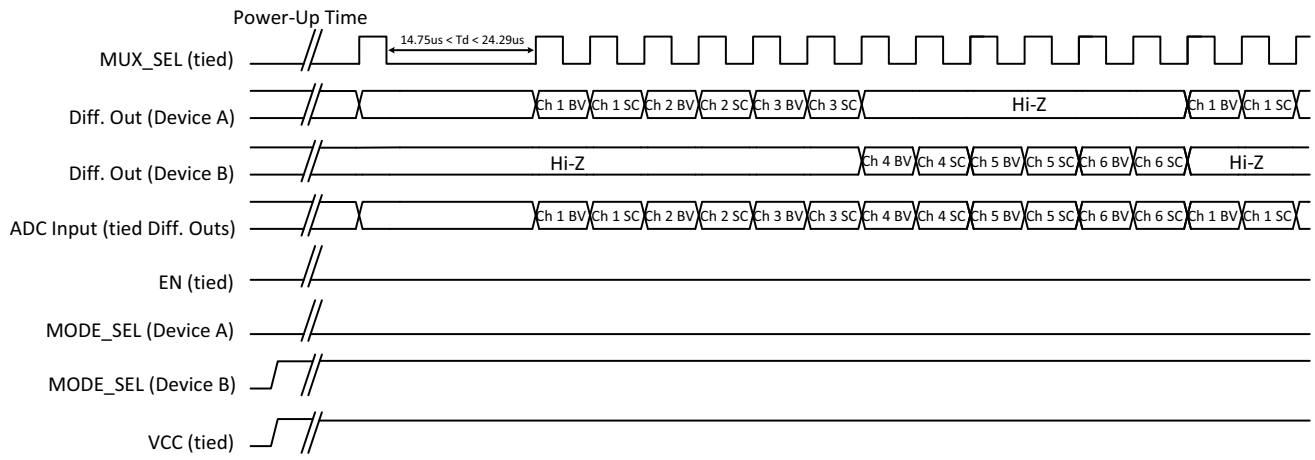 Power-Up Time
MUX_SEL (tied)
14.75us < Td < 24.29us
Diff. Out (Device A)
Ch 1 BV Ch 1 SC Ch 2 BV Ch 2 SC Ch 3 BV Ch 3 SC Hi-Z Ch 1 BV Ch 1 SC
Diff. Out (Device B)
Hi-Z Ch 4 BV Ch 4 SC Ch 5 BV Ch 5 SC Ch 6 BV Ch 6 SC Hi-Z
ADC Input (tied Diff. Outs)
Ch 1 BV Ch 1 SC Ch 2 BV Ch 2 SC Ch 3 BV Ch 3 SC Ch 4 BV Ch 4 SC Ch 5 BV Ch 5 SC Ch 6 BV Ch 6 SC Ch 1 BV Ch 1 SC
EN (tied)
MODE_SEL (Device A)
MODE_SEL (Device B)
VCC (tied)